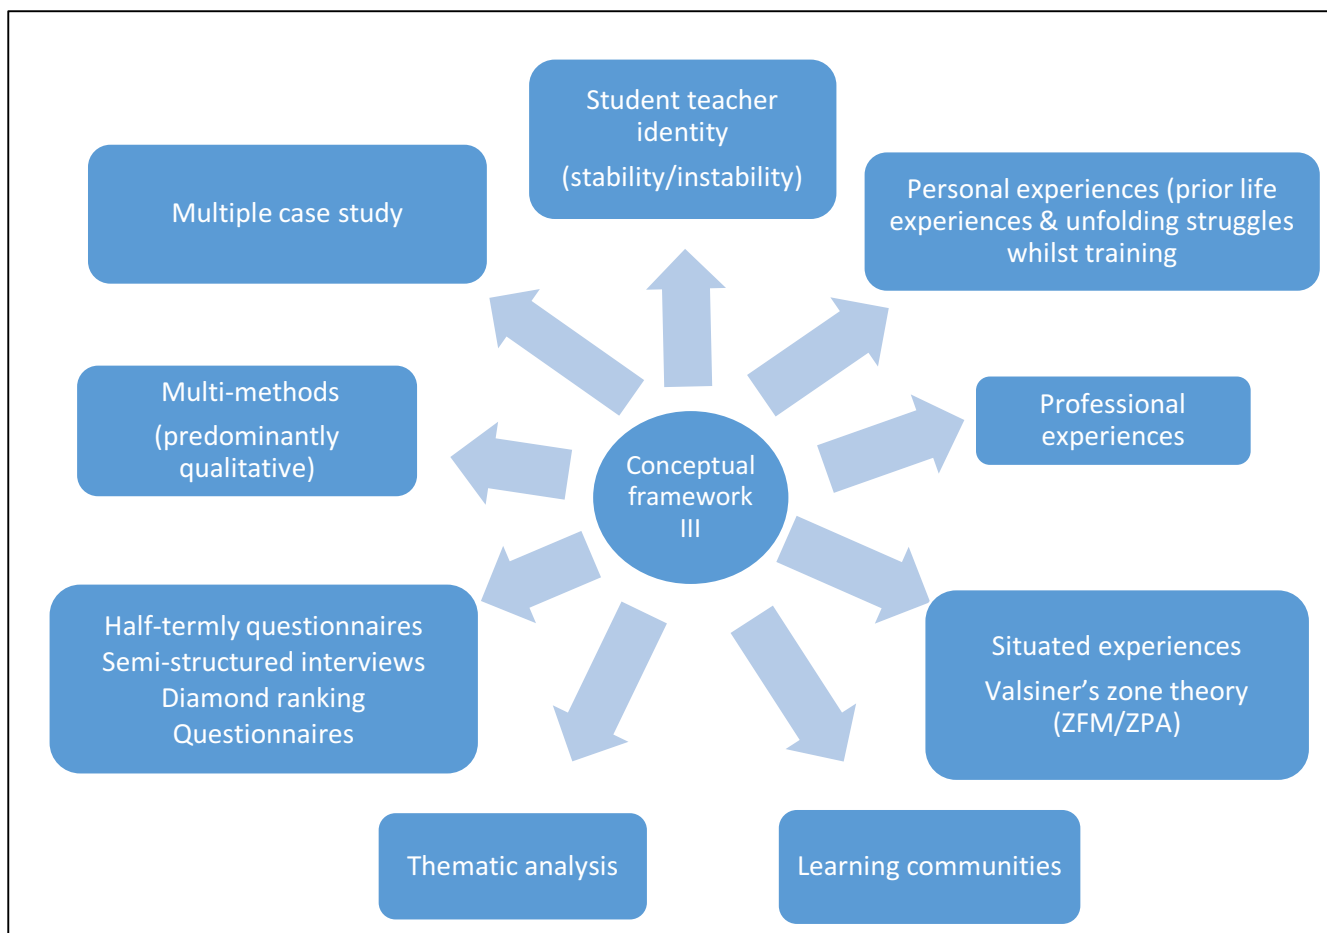 Student teacher
identity
(stability/instability)
Multiple case study
Personal experiences (prior life
experiences & unfolding struggles
whilst training
Multi-methods
(predominantly
qualitative)
Professional
experiences
Conceptual
framework
III
Half-termly questionnaires
Semi-structured interviews
Diamond ranking
Questionnaires
Situated experiences
Valsiner’s zone theory
(ZFM/ZPA)
Thematic analysis
Learning communities